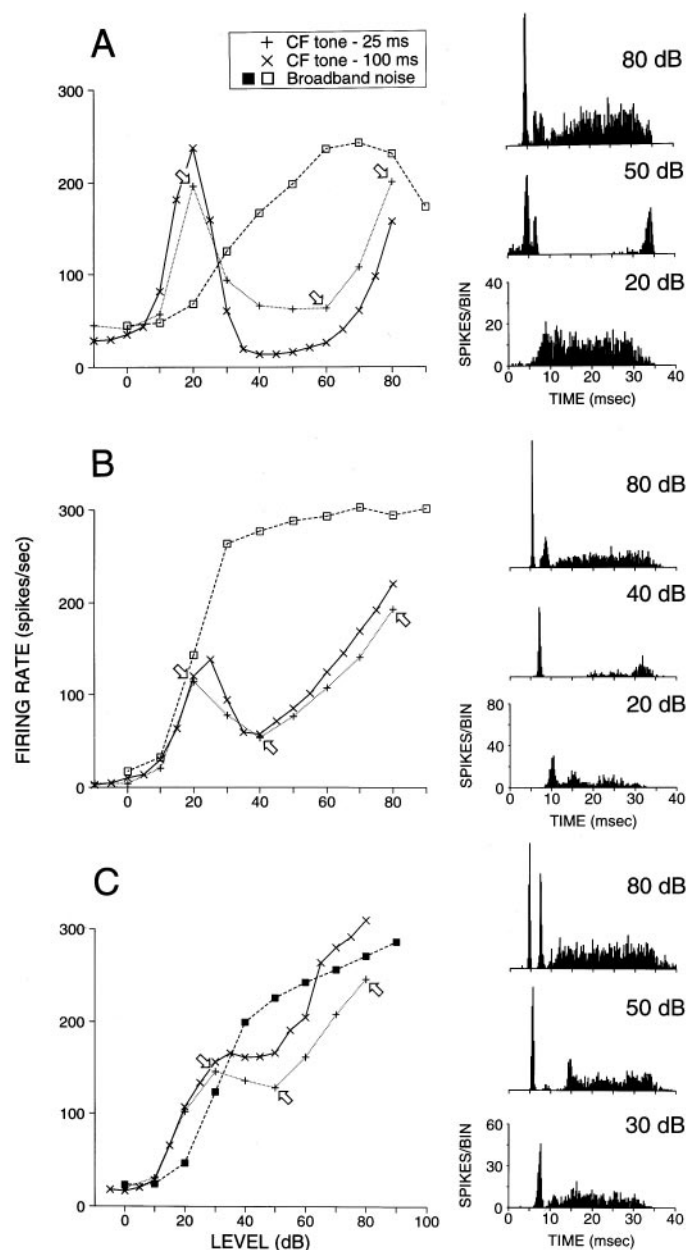 A
+ CF tone - 25 ms
× CF tone - 100 ms
■ □ Broadband noise
300
200
100
0
0 20 40 60 80
80 dB
50 dB
20 dB
SPIKES/BIN
40
20
0
0 10 20 30 40
TIME (msec)
B
FIRING RATE (spikes/sec)
300
200
100
0
0 20 40 60 80
80 dB
40 dB
20 dB
SPIKES/BIN
80
40
0
0 10 20 30 40
TIME (msec)
C
300
200
100
0
0 20 40 60 80 100
LEVEL (dB)
80 dB
50 dB
30 dB
SPIKES/BIN
60
30
0
0 10 20 30 40
TIME (msec)